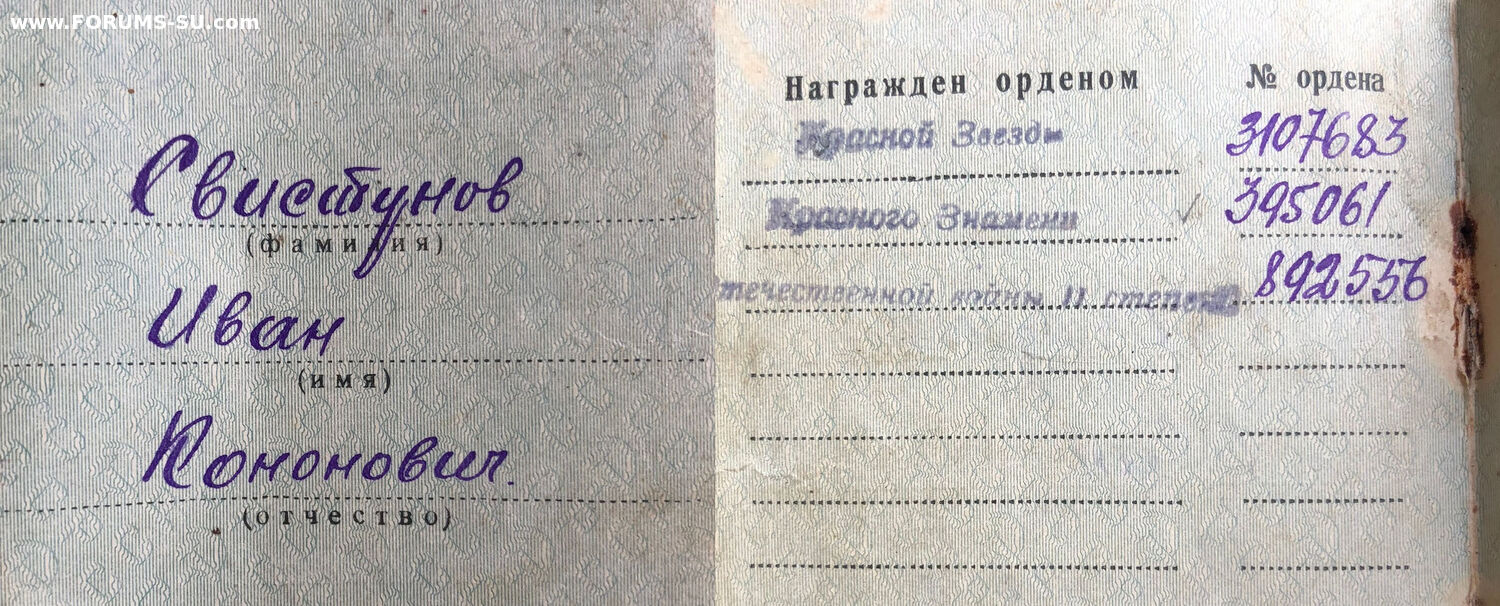 www.FORUMS-SU.com
Свистунов
(фамилия)
Иван
(имя)
Кононович.
(отчество)
Награжден орденом № ордена
Красной Звезды 3107683
Красного Знамени 395061
течественной войны II степени 892556